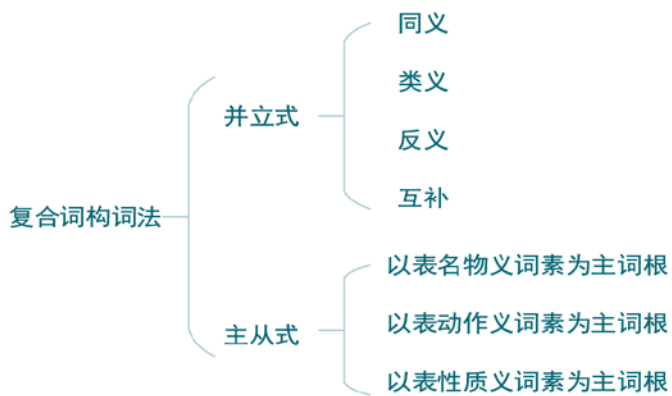 复合词构词法
并立式
同义
类义
反义
互补
主从式
以表名物义词素为主词根
以表动作义词素为主词根
以表性质义词素为主词根